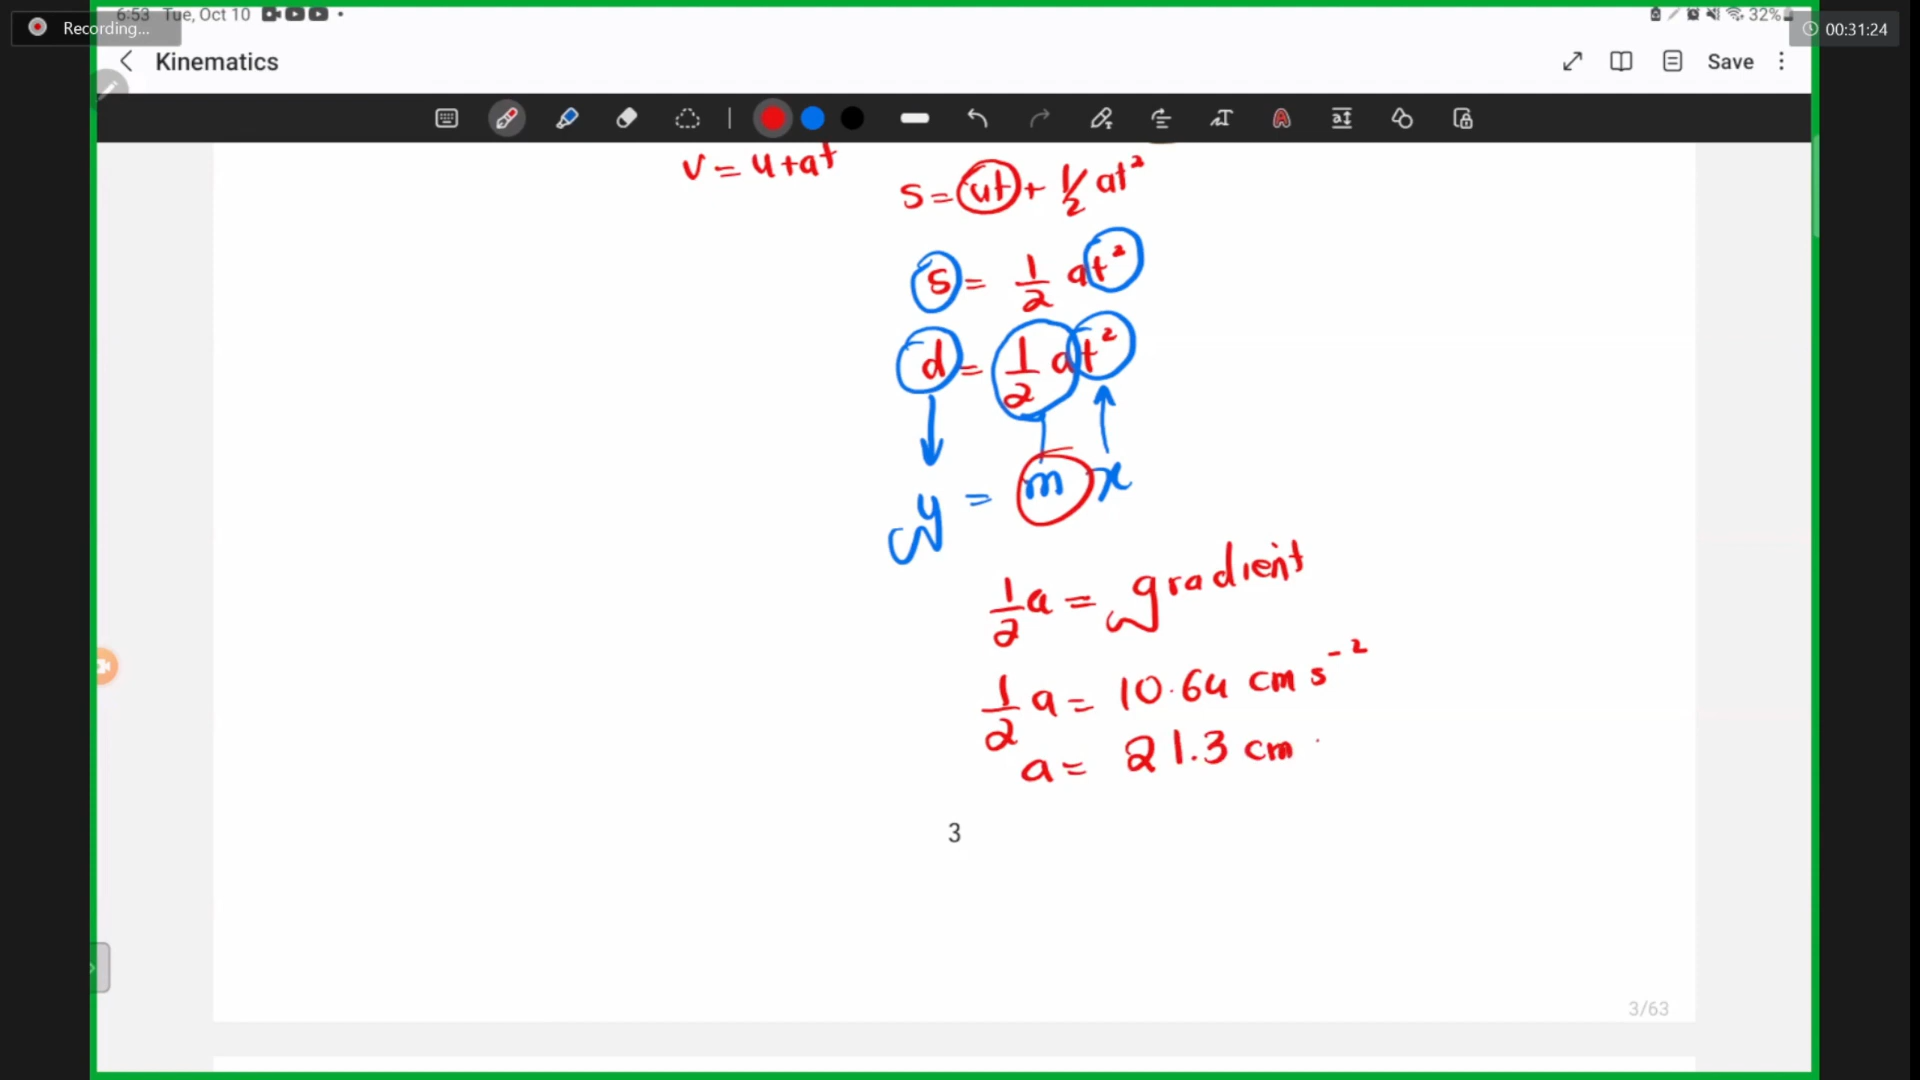 6:53 Tue, Oct 10
32%
Recording...
00:31:24
Kinematics
Save
v = u+at
s = ut + 1/2 at²
s = 1/2 at²
d = 1/2 at²
y = m x
1/2 a = gradient
1/2 a = 10.64 cm s⁻²
a = 21.3 cm
3
3/63